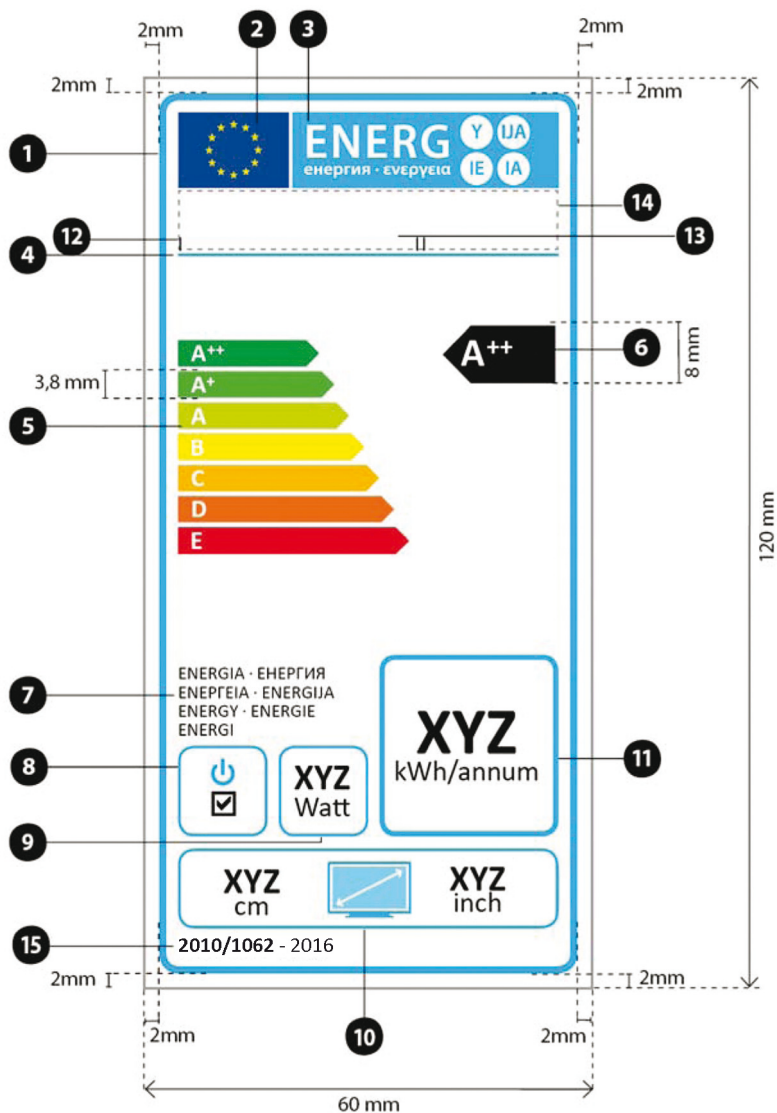 2mm
2
3
2mm
2mm
2mm
1
ENERG
енергия · ενεργεια
Y
IJA
IE
IA
14
12
13
4
A++
A++
6
8 mm
3,8 mm
A+
5
A
B
C
D
E
120 mm
7
ENERGIA · ЕНЕРГИЯ
ΕΝΕΡΓΕΙΑ · ENERGIJA
ENERGY · ENERGIE
ENERGI
XYZ
kWh/annum
11
8
XYZ
Watt
9
XYZ
cm
XYZ
inch
15
2010/1062 - 2016
2mm
2mm
2mm
10
2mm
60 mm